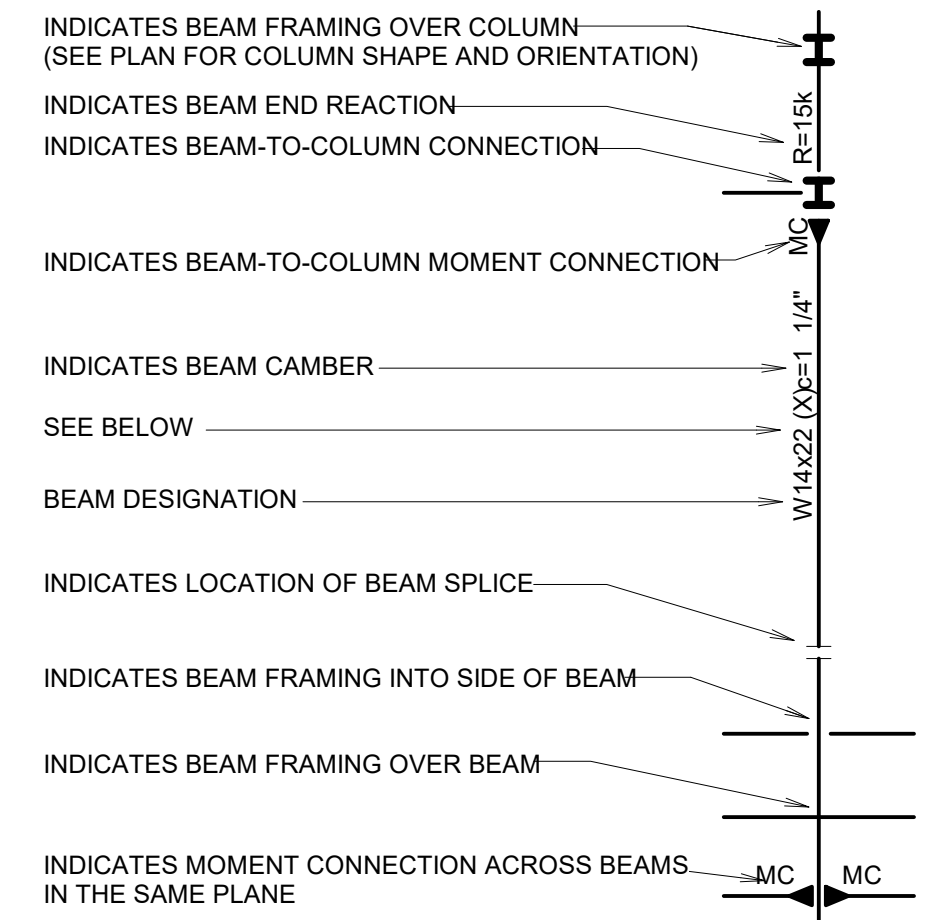 INDICATES BEAM FRAMING OVER COLUMN
(SEE PLAN FOR COLUMN SHAPE AND ORIENTATION)
INDICATES BEAM END REACTION
R=15k
INDICATES BEAM-TO-COLUMN CONNECTION
INDICATES BEAM-TO-COLUMN MOMENT CONNECTION
MC
INDICATES BEAM CAMBER
SEE BELOW
BEAM DESIGNATION
W14x22 (X)c=1 1/4"
INDICATES LOCATION OF BEAM SPLICE
INDICATES BEAM FRAMING INTO SIDE OF BEAM
INDICATES BEAM FRAMING OVER BEAM
INDICATES MOMENT CONNECTION ACROSS BEAMS
IN THE SAME PLANE
MC MC